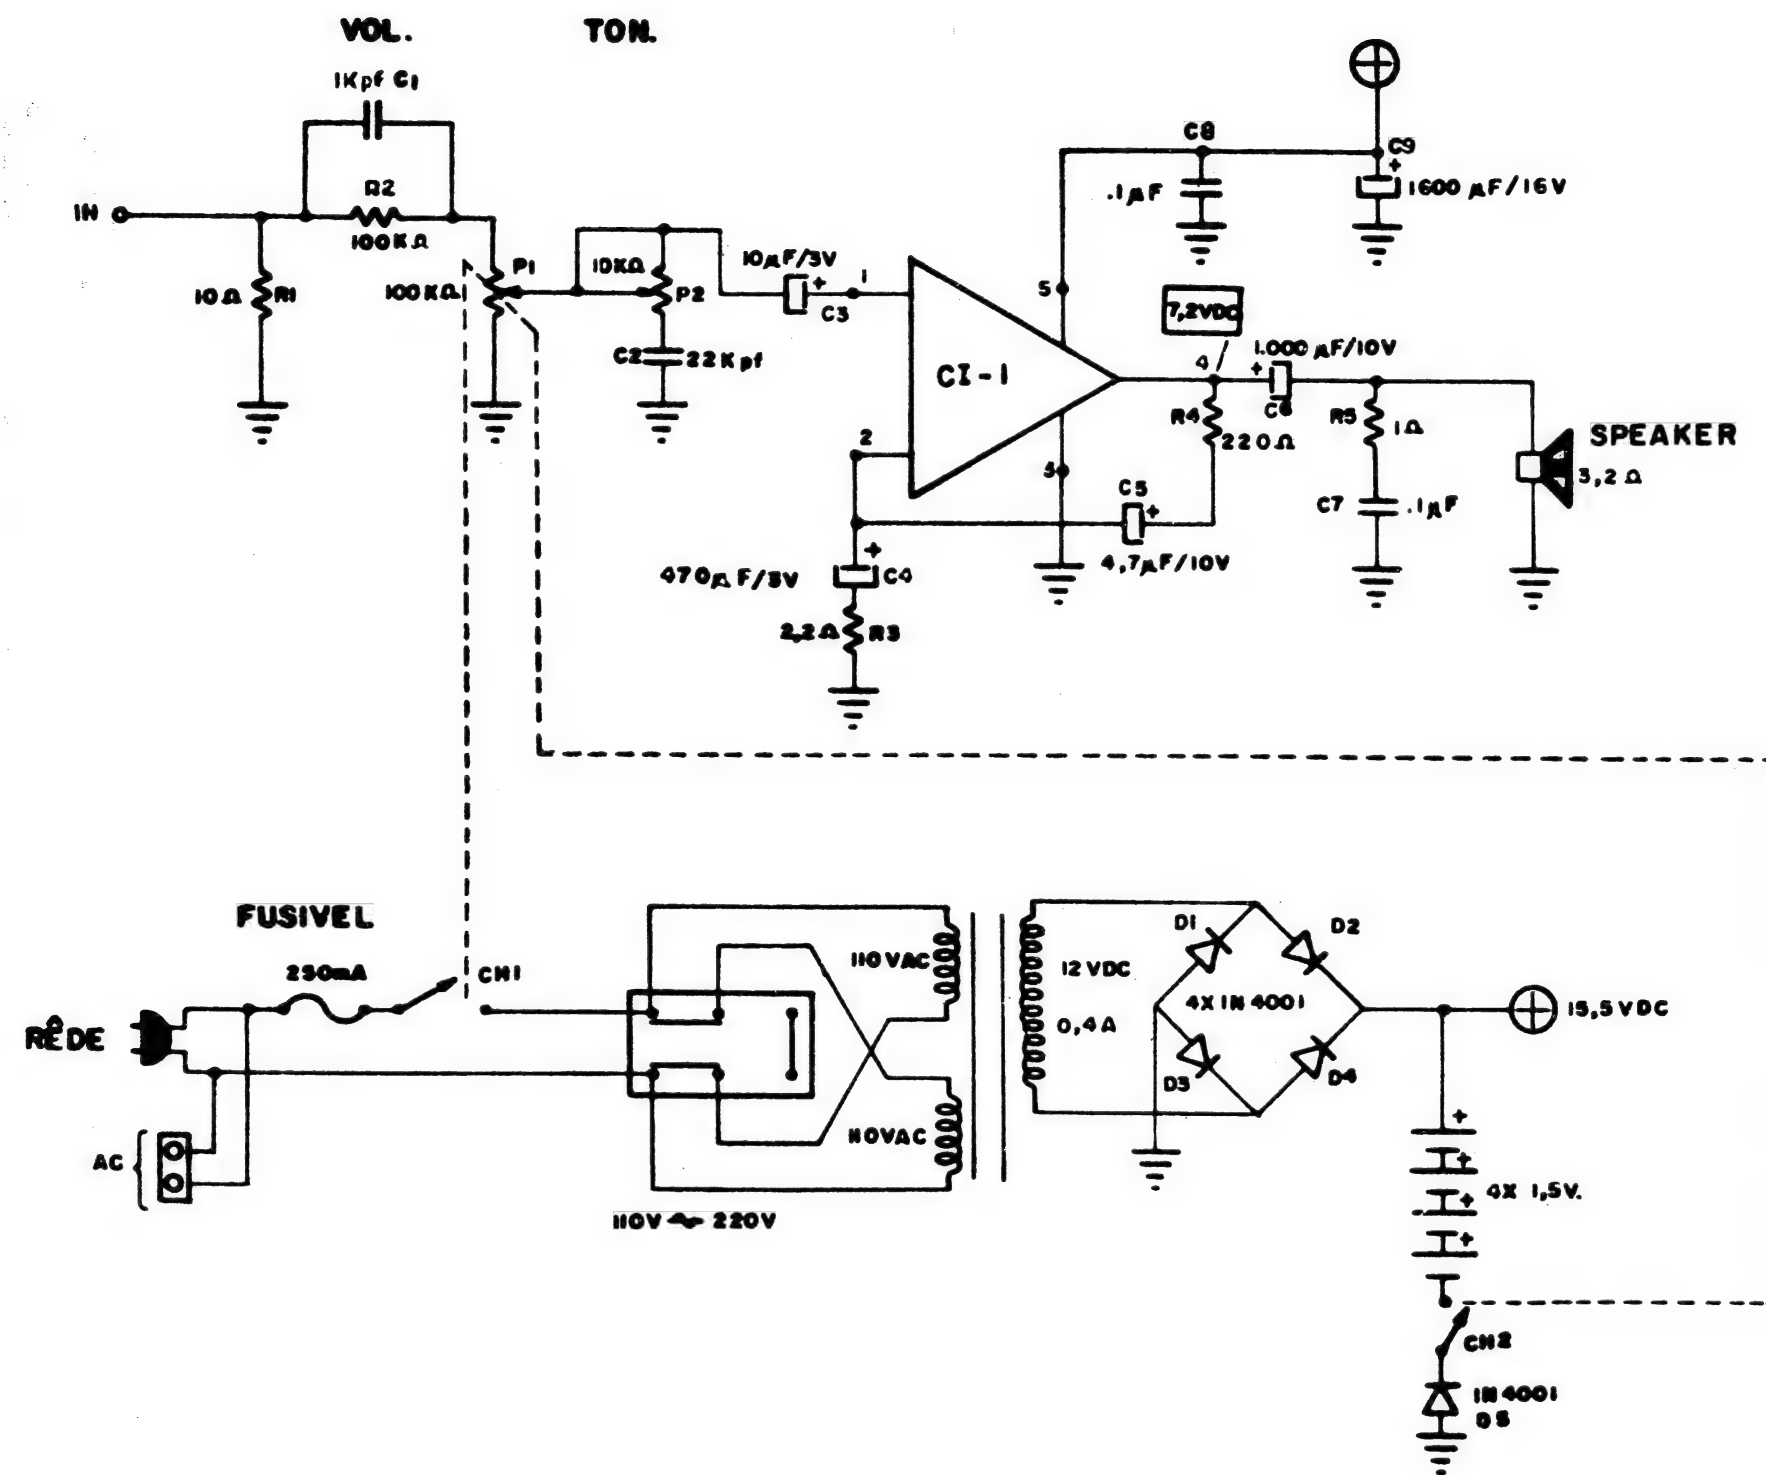 VOL.
TON.
1Kpf C1
R2
100KΩ
IN
10Ω R1
P1
100KΩ
10KΩ
P2
C2 22Kpf
10µF/3V
+
C3
1
2
CI-1
5
C8
.1µF
C9
+
1600 µF/16V
7,2VDC
4
1.000 µF/10V
+
C6
R4
220Ω
R5
1Ω
C7 .1µF
SPEAKER
3,2Ω
C5
+
4,7µF/10V
+
470µF/3V C4
2,2Ω R3
FUSIVEL
250mA
CH1
RÊDE
AC
110V 220V
110VAC
110VAC
12VDC
0,4A
D1
D2
4X1N4001
D3
D4
15,5VDC
+
+
+
+
4X 1,5V.
CH2
1N4001
D5